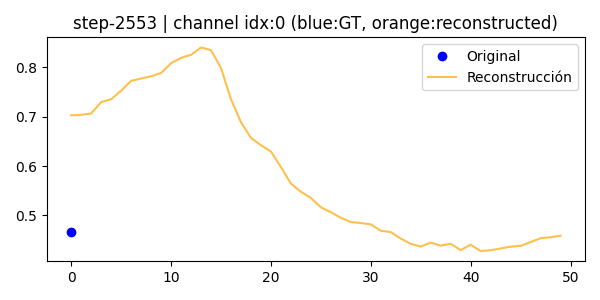 step-2553 | channel idx:0 (blue:GT, orange:reconstructed)
Original
Reconstrucción
0.8
0.7
0.6
0.5
0 10 20 30 40 50